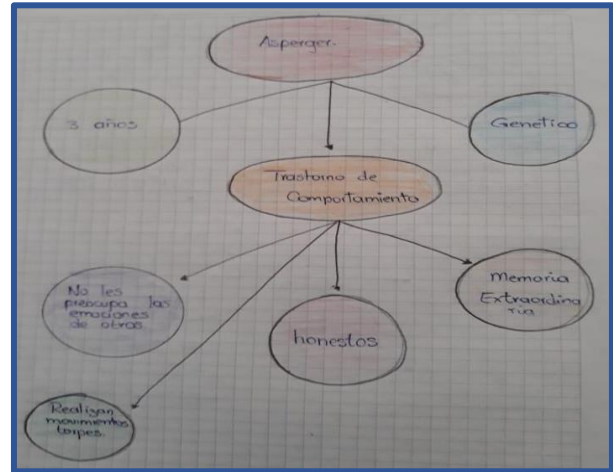 Asperger.
3 años
Genetico
Trastorno de
Comportamiento
No les
preocupa las
emociones
de otros.
honestos
Memoria
Extraordina
ria
Realizan
movimientos
torpes.